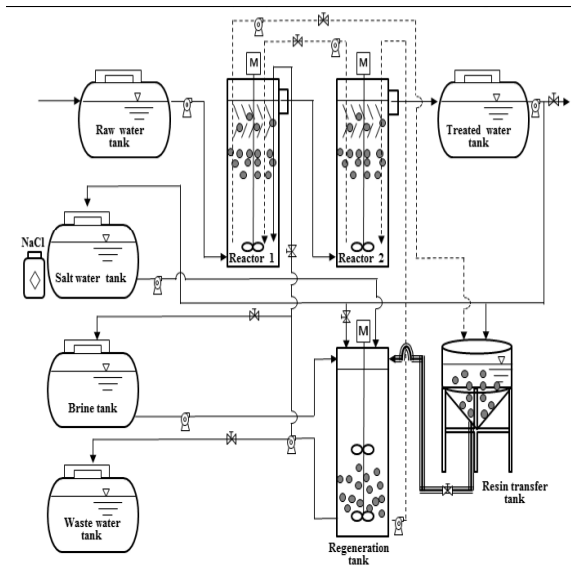 M
M
Raw water
tank
Treated water
tank
Reactor 1
Reactor 2
NaCl
Salt water tank
M
Brine tank
Resin transfer
tank
Waste water
tank
Regeneration
tank